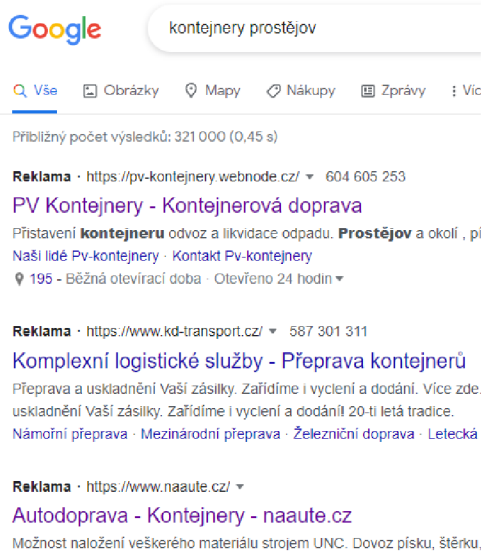 Google
kontejnery prostějov
Vše Obrázky Mapy Nákupy Zprávy Víc
Přibližný počet výsledků: 321 000 (0,45 s)
Reklama · https://pv-kontejnery.webnode.cz/ 604 605 253
PV Kontejnery - Kontejnerová doprava
Přistavení kontejneru odvoz a likvidace odpadu. Prostějov a okolí , pí
Naši lidé Pv-kontejnery · Kontakt Pv-kontejnery
195 - Běžná otevírací doba · Otevřeno 24 hodin
Reklama · https://www.kd-transport.cz/ 587 301 311
Komplexní logistické služby - Přeprava kontejnerů
Přeprava a uskladnění Vaší zásilky. Zařídíme i vyclení a dodání. Více zde.
uskladnění Vaší zásilky. Zařídíme i vyclení a dodání! 20-ti letá tradice.
Námořní přeprava · Mezinárodní přeprava · Železniční doprava · Letecká
Reklama · https://www.naaute.cz/
Autodoprava - Kontejnery - naaute.cz
Možnost naložení veškerého materiálu strojem UNC. Dovoz písku, štěrku,